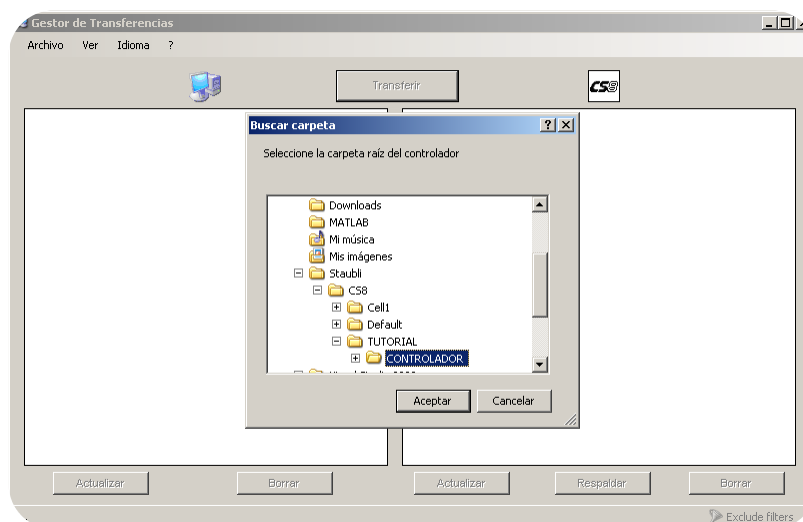 Gestor de Transferencias
Archivo Ver Idioma ?
Transferir
CS8
Buscar carpeta
Seleccione la carpeta raíz del controlador
Downloads
MATLAB
Mi música
Mis imágenes
Staubli
CS8
Cell1
Default
TUTORIAL
CONTROLADOR
Aceptar Cancelar
Actualizar Borrar Actualizar Respaldar Borrar
Exclude filters